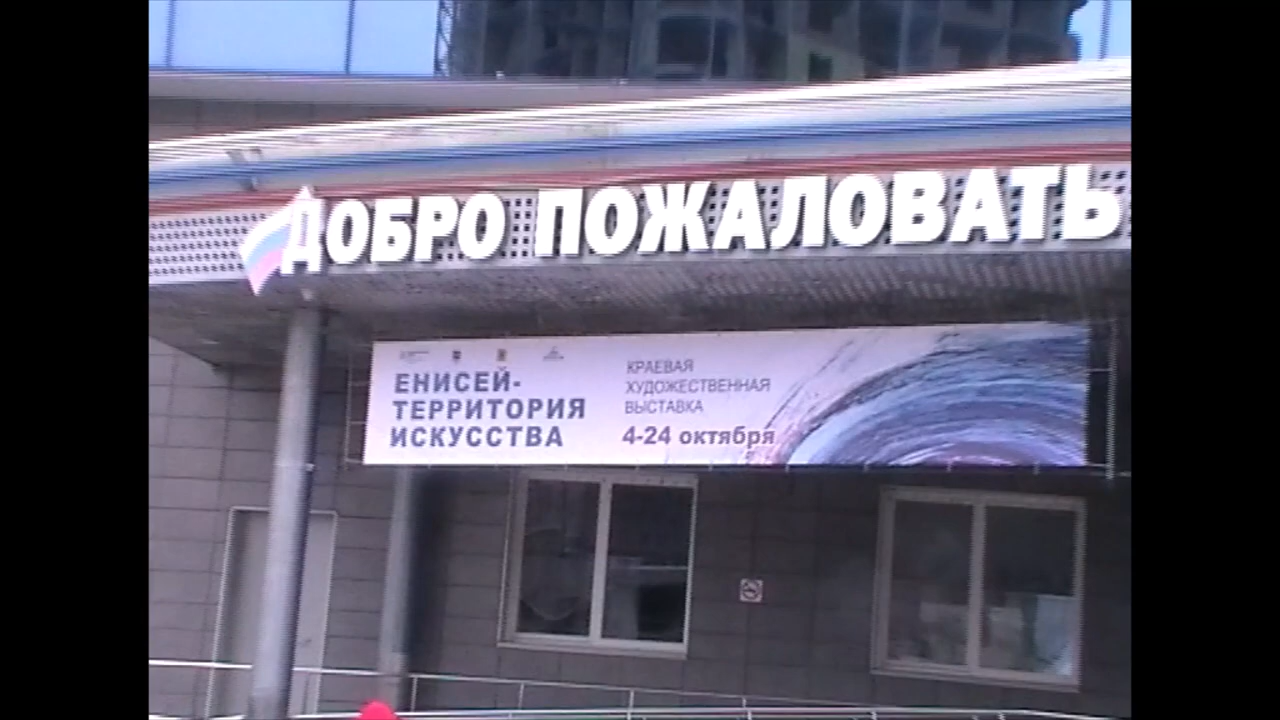 ДОБРО ПОЖАЛОВАТЬ
ЕНИСЕЙ-
ТЕРРИТОРИЯ
ИСКУССТВА
КРАЕВАЯ
ХУДОЖЕСТВЕННАЯ
ВЫСТАВКА
4-24 октября